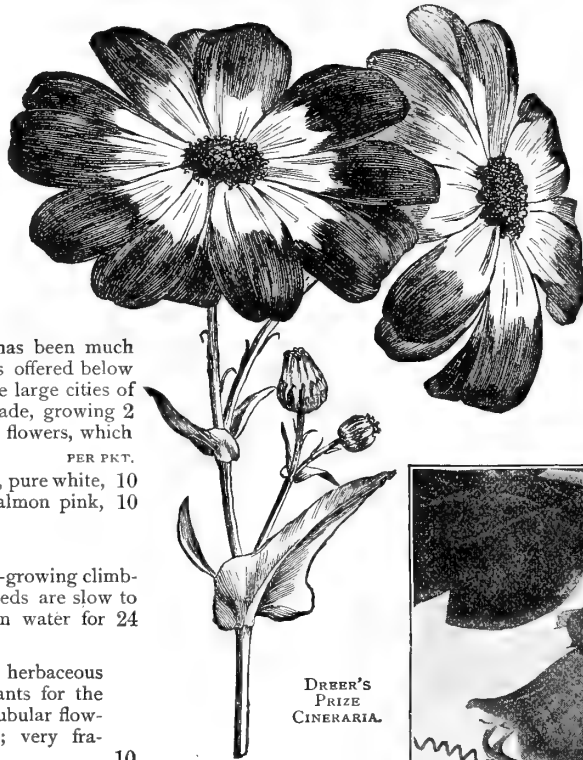 has been much
s offered below
e large cities of
ade, growing 2
flowers, which
PER PKT.
, pure white, 10
almon pink, 10
-growing climb-
eds are slow to
n water for 24
herbaceous
ants for the
ubular flow-
; very fra-
10
DREER'S
PRIZE
CINERARIA.